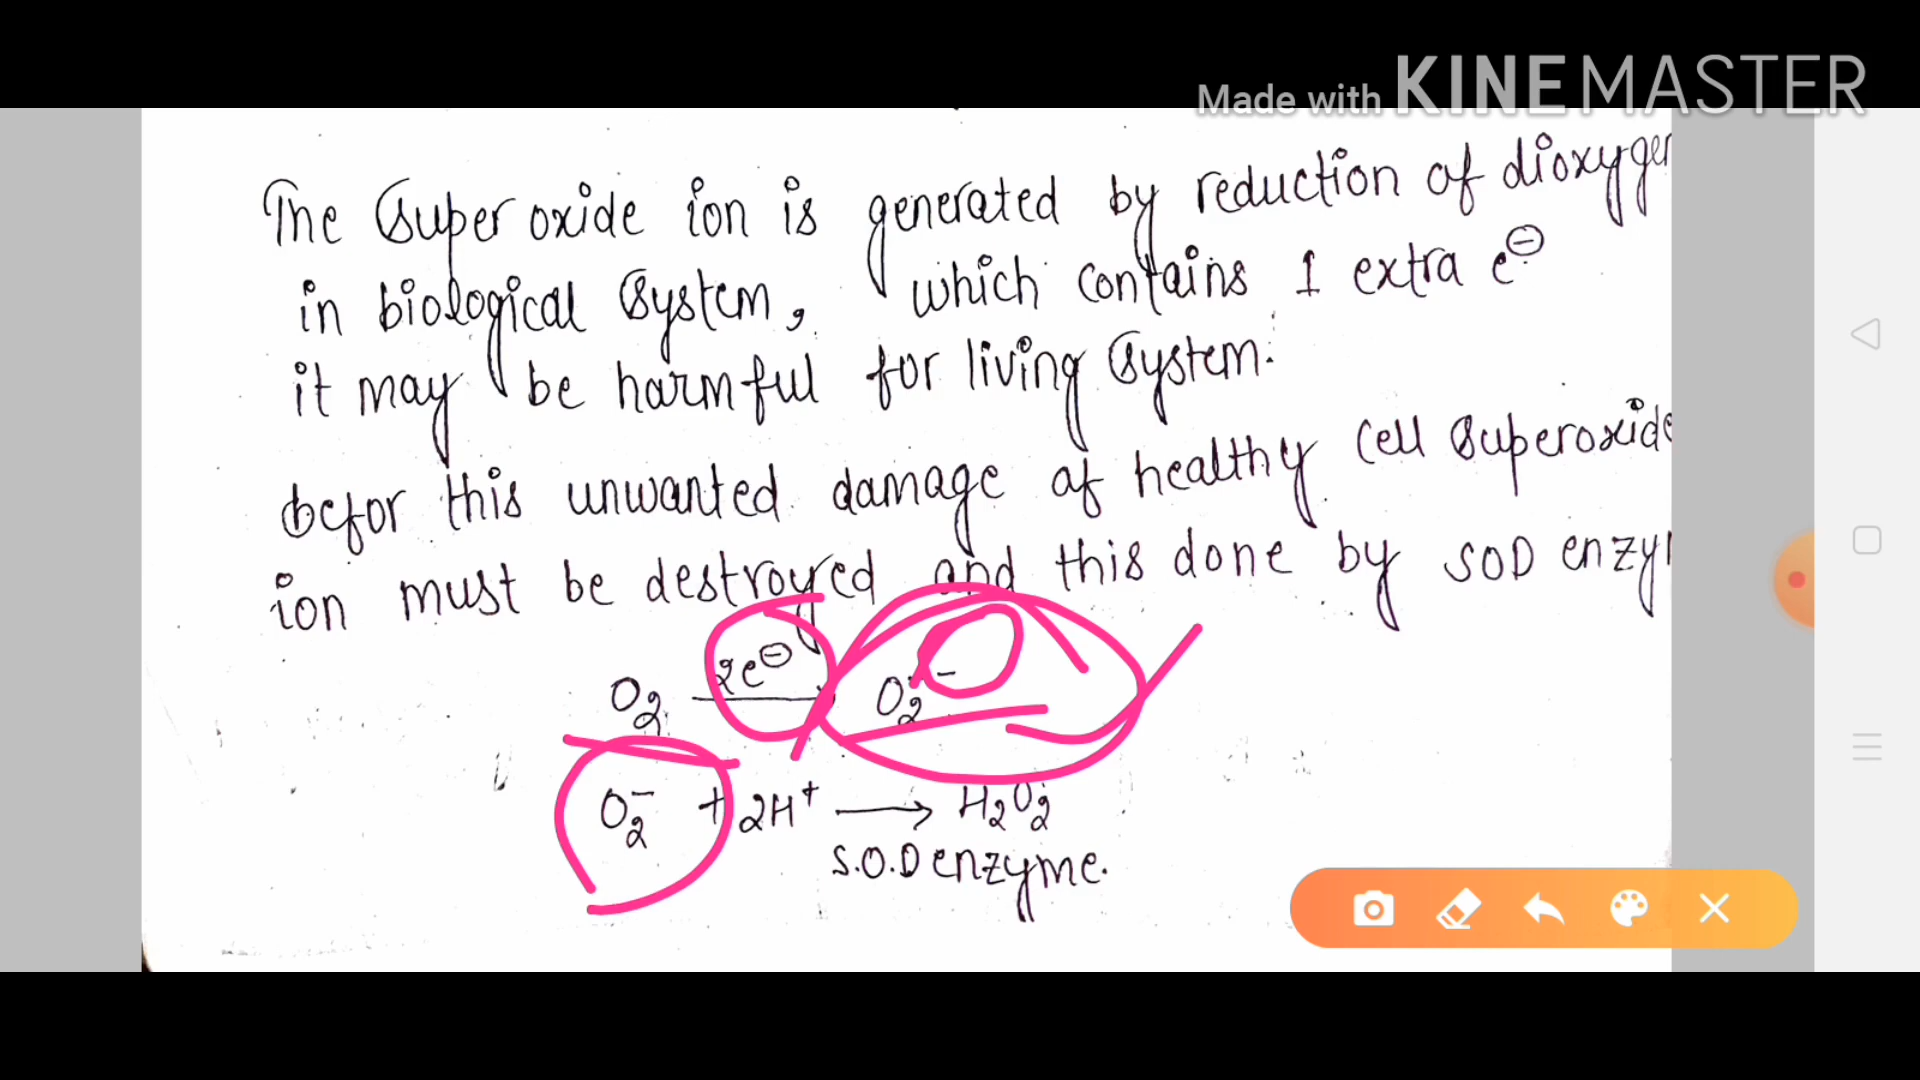 Made with KINEMASTER
The Super oxide ion is generated by reduction of dioxygen
in biological System, which contains 1 extra e⊖
it may be harmful for living System.
befor this unwanted damage of healthy cell Superoxide
ion must be destroyed and this done by SOD enzy
O₂ 2e⊖ → O₂⁻
O₂⁻ + 2H⁺ → H₂O₂
S.O.D enzyme.